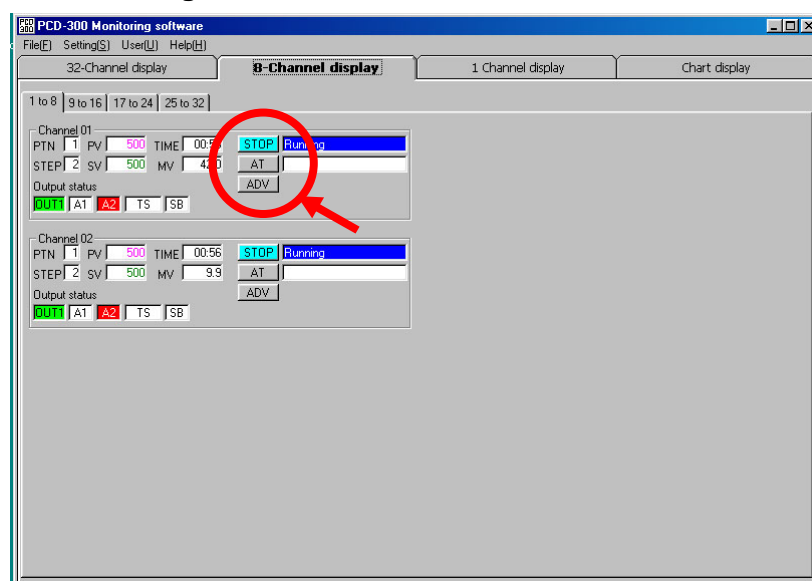 PCD-300 Monitoring software
File(F) Setting(S) User(U) Help(H)
32-Channel display 8-Channel display 1 Channel display Chart display
1 to 8 9 to 16 17 to 24 25 to 32
Channel 01
PTN 1 PV 500 TIME STOP Running
STEP 2 SV 500 MV AT
Output status ADV
OUT1 A1 A2 TS SB
Channel 02
PTN 1 PV 500 TIME 00:56 STOP Running
STEP 2 SV 500 MV 9.9 AT
Output status ADV
OUT1 A1 A2 TS SB